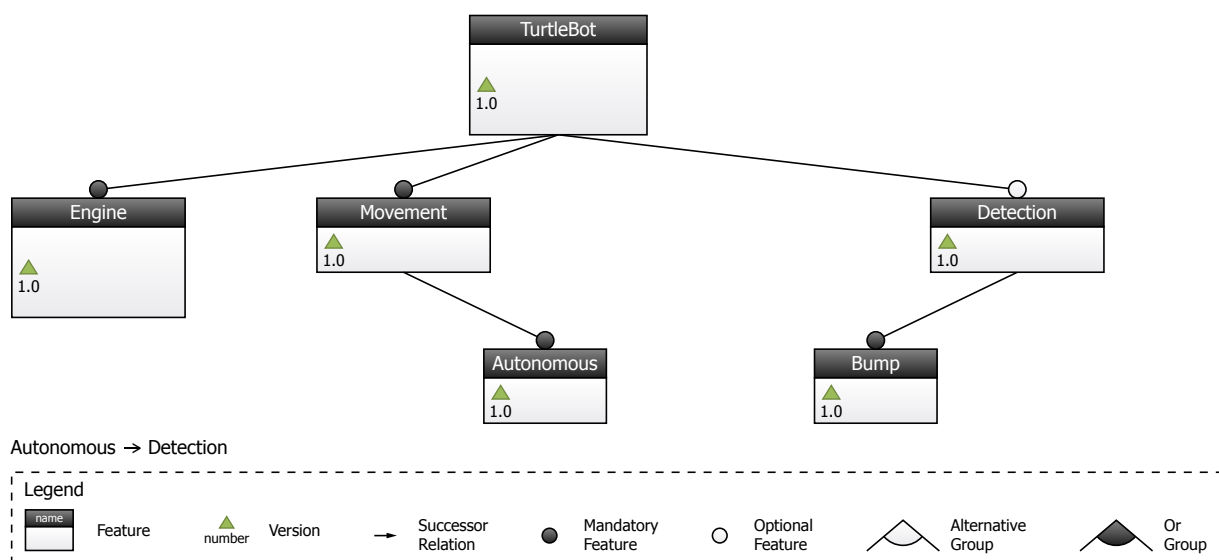 TurtleBot
1.0
Engine
1.0
Movement
1.0
Detection
1.0
Autonomous
1.0
Bump
1.0
Autonomous → Detection
Legend
name
Feature
number
Version
Successor
Relation
Mandatory
Feature
Optional
Feature
Alternative
Group
Or
Group